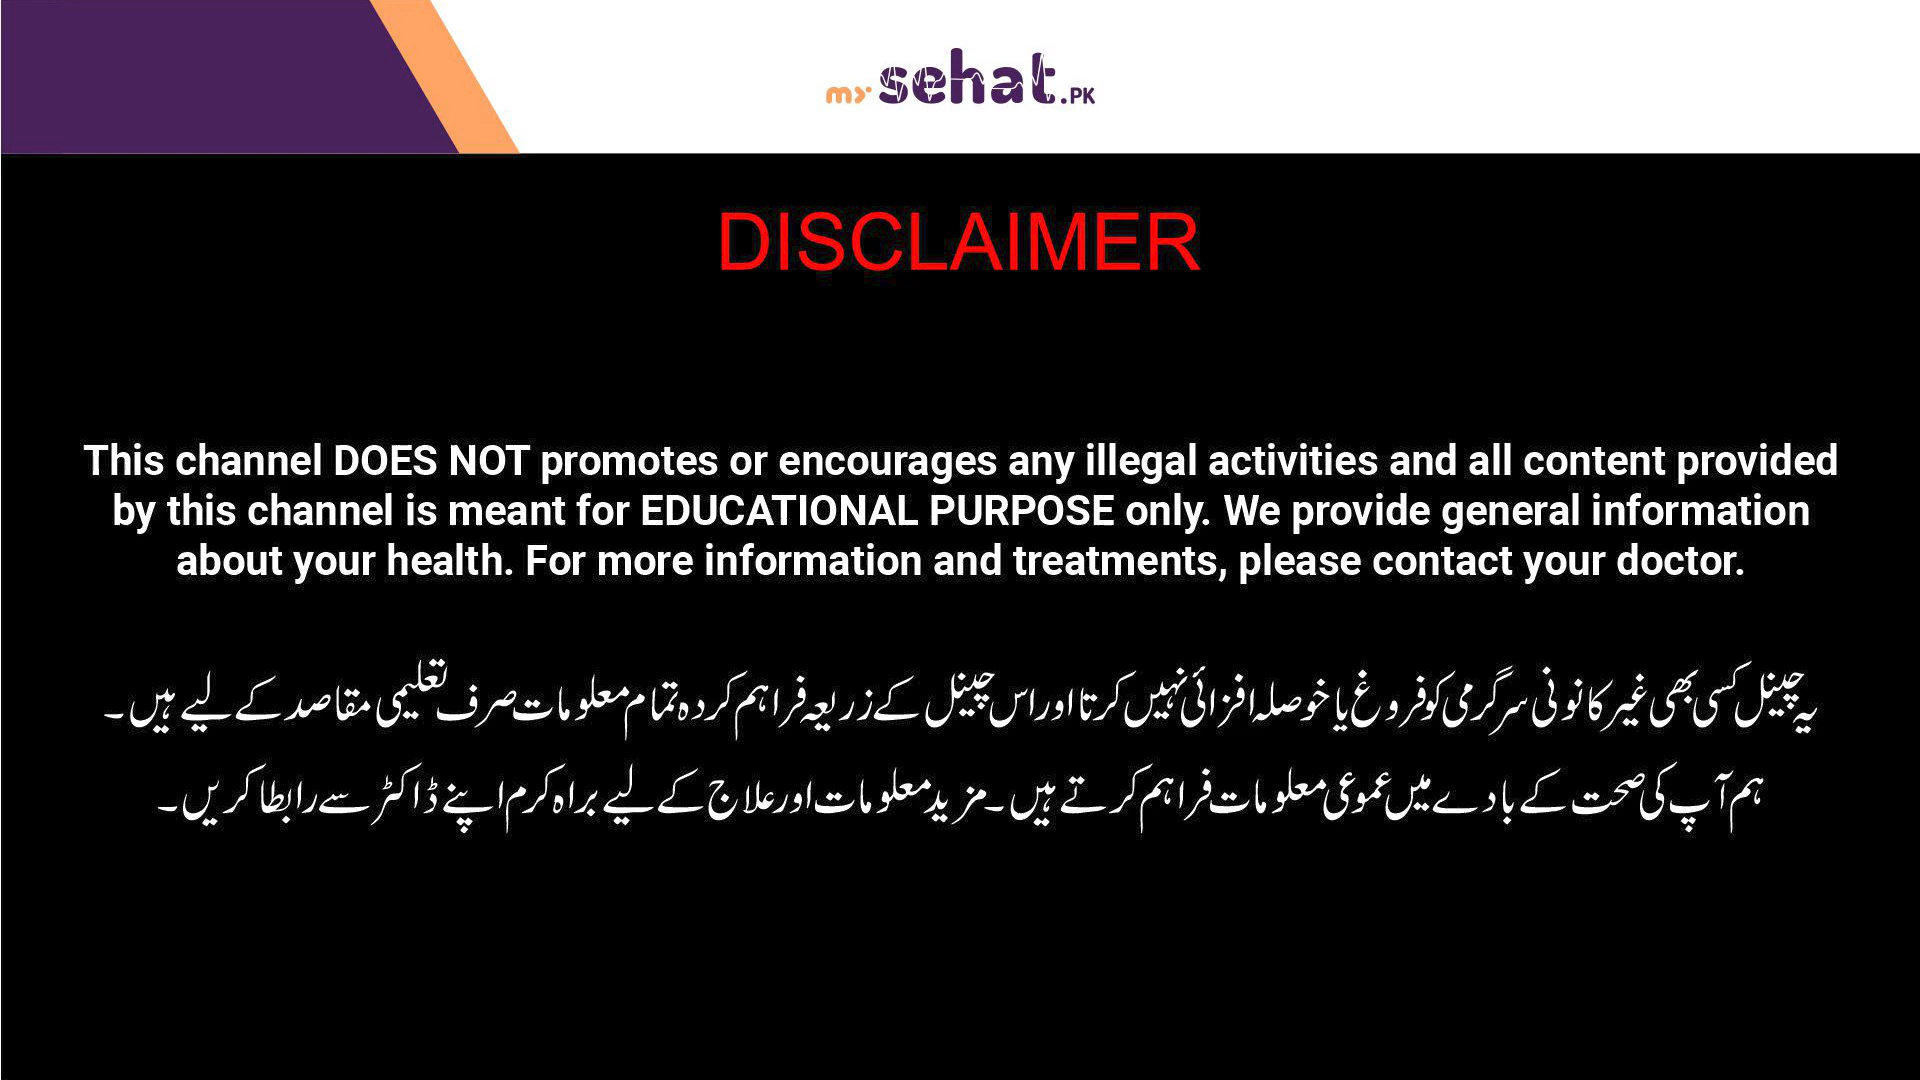 my sehat.PK
DISCLAIMER
This channel DOES NOT promotes or encourages any illegal activities and all content provided
by this channel is meant for EDUCATIONAL PURPOSE only. We provide general information
about your health. For more information and treatments, please contact your doctor.
یہ چینل کسی بھی غیر کانونی سرگرمی کو فروغ یا خوصلہ افزائی نہیں کرتا اور اس چینل کے زریعہ فراہم کردہ تمام معلومات صرف تعلیمی مقاصد کے لیے ہیں۔
ہم آپ کی صحت کے بادے میں عموعی معلومات فراہم کرتے ہیں۔ مزید معلومات اور علاج کے لیے براہ کرم اپنے ڈاکٹر سے رابطا کریں۔